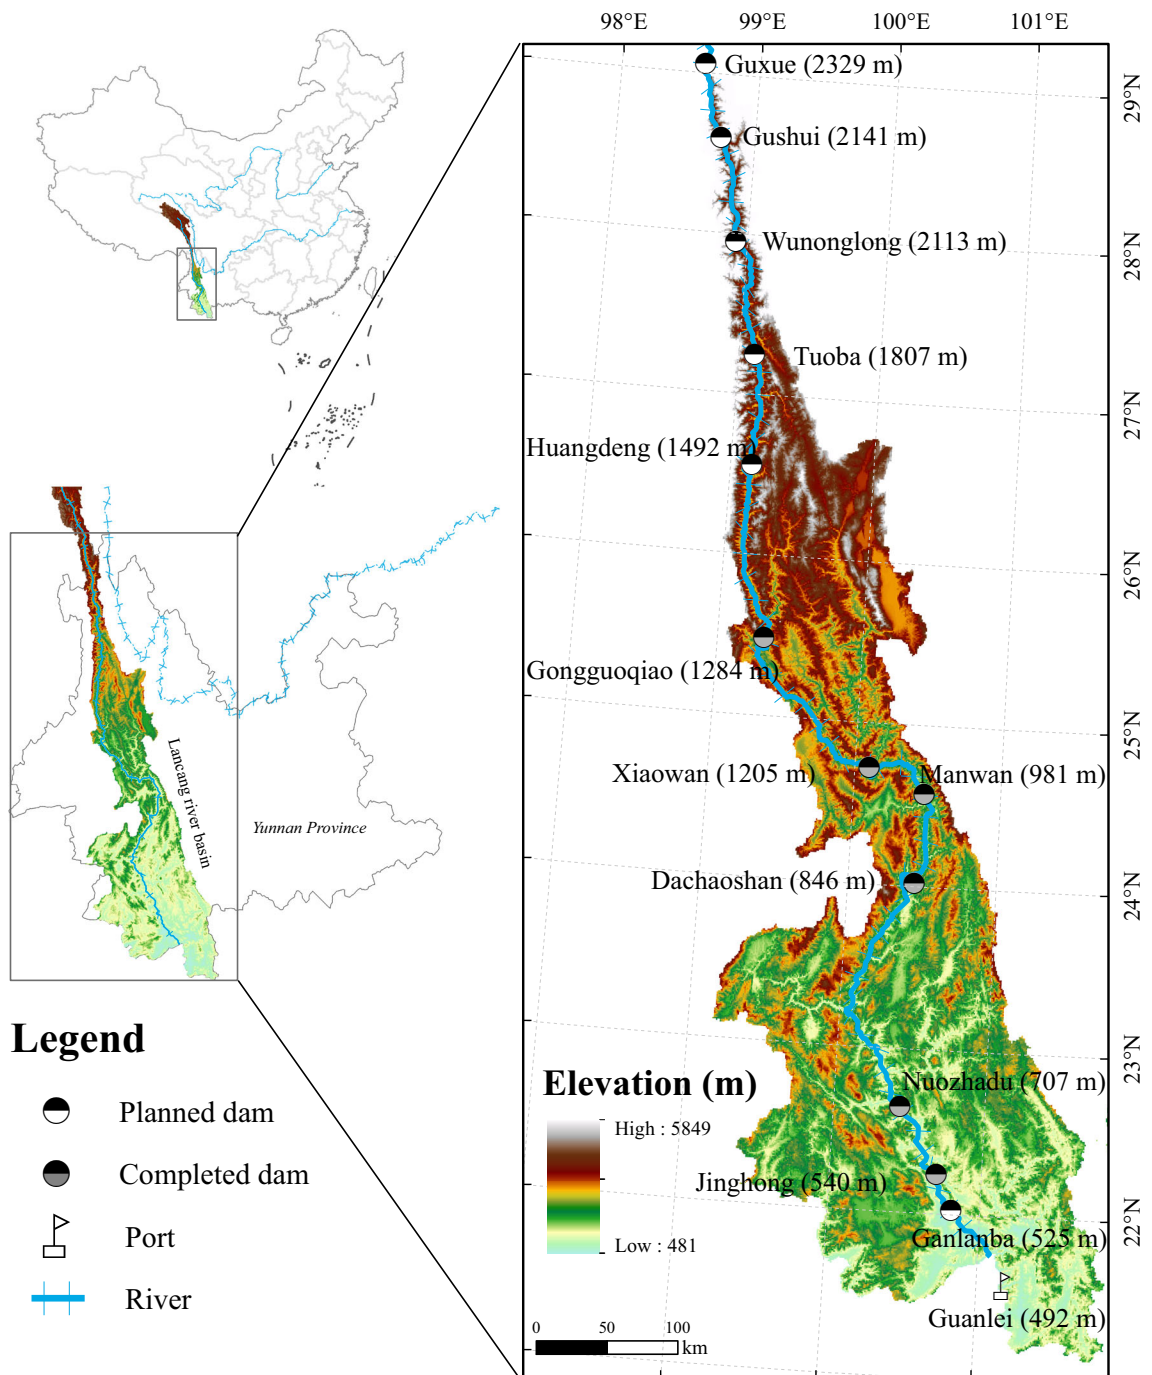 98°E 99°E 100°E 101°E
Guxue (2329 m)
29°N
Gushui (2141 m)
Wunonglong (2113 m)
28°N
Tuoba (1807 m)
27°N
Huangdeng (1492 m)
26°N
Gongguoqiao (1284 m)
25°N
Xiaowan (1205 m)
Manwan (981 m)
Dachaoshan (846 m)
24°N
23°N
Nuozhadu (707 m)
Jinghong (540 m)
22°N
Ganlanba (525 m)
Guanlei (492 m)
Lancang river basin
Yunnan Province
Legend
Planned dam
Completed dam
Port
River
Elevation (m)
High : 5849
Low : 481
0 50 100
km